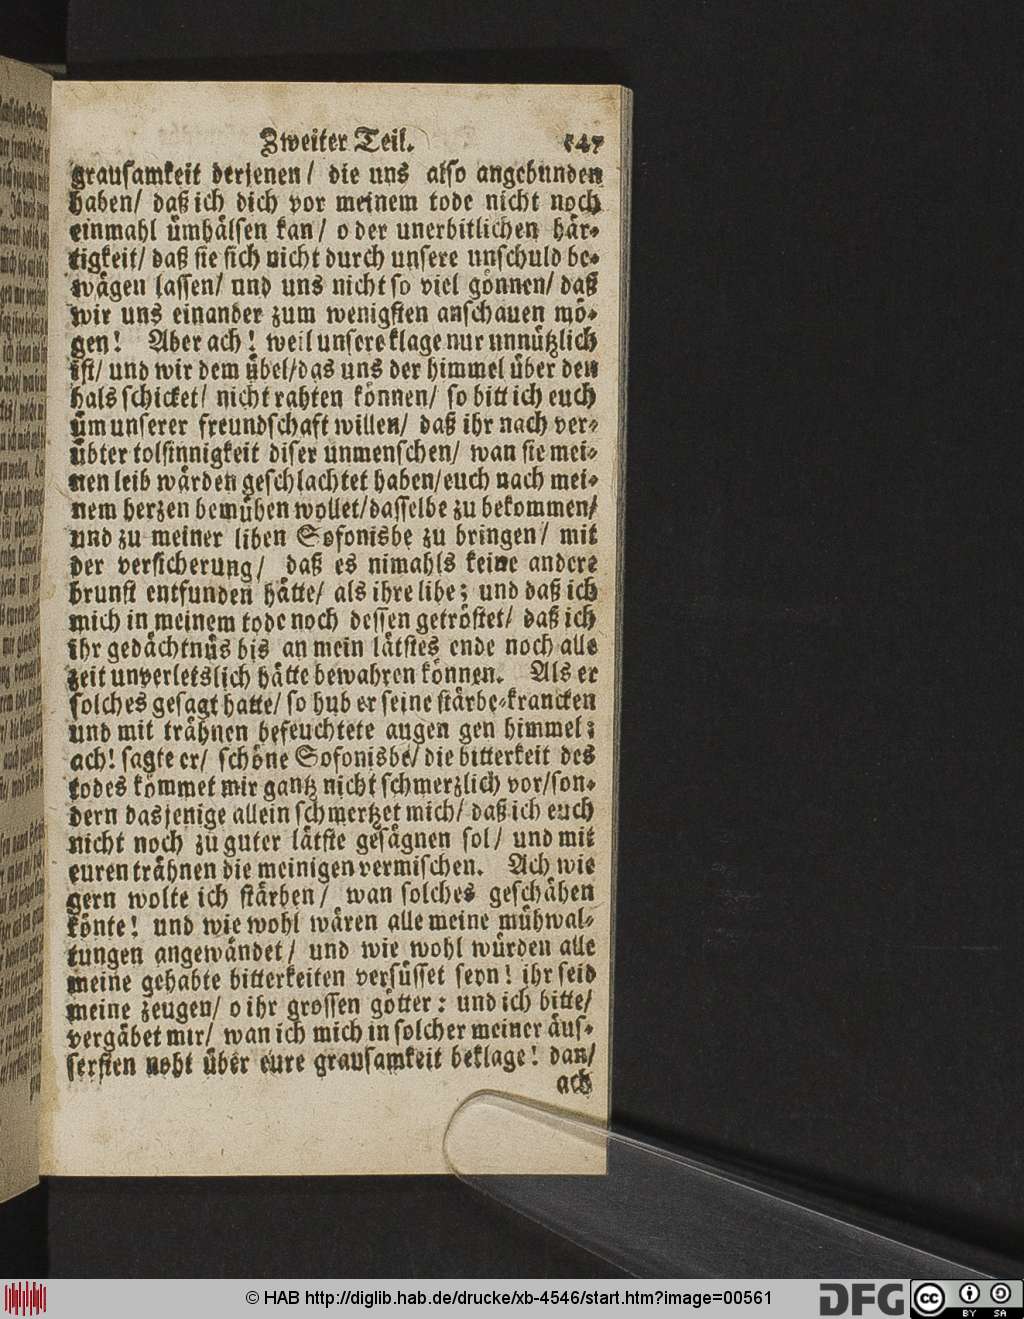 Zweiter Teil. 547
grausamkeit derjenen/ die uns also angebunden
haben/ daß ich dich vor meinem tode nicht noch
einmahl ümhälsen kan/ oder unerbitlichen här-
tigkeit/ daß sie sich nicht durch unsere unschuld be-
wägen lassen/ und uns nicht so viel gönnen/ daß
wir uns einander zum wenigsten anschauen mö-
gen! Aber ach! weil unsere klage nur unnützlich
ist/ und wir dem übel/ das uns der himmel über den
hals schicket/ nicht rahten können/ so bitt ich euch
üm unserer freundschaft willen/ daß ihr nach ver-
übter tolsinnigkeit diser unmenschen/ wan sie mei-
nen leib wärden geschlachtet haben/ euch nach mei-
nem herzen bemühen wollet/ dasselbe zu bekommen/
und zu meiner liben Sofonisbe zu bringen/ mit
der versicherung/ daß es nimahls keine andere
brunst entfunden hätte/ als ihre libe; und daß ich
mich in meinem tode noch dessen getröstet/ daß ich
ihr gedächtnüs bis an mein lätstes ende noch alle
zeit unverletslich hätte bewahren können. Als er
solches gesagt hatte/ so hub er seine stärbe-krancken
und mit trähnen befeuchtete augen gen himmel;
ach! sagte er/ schöne Sofonisbe/ die bitterkeit des
todes kömmet mir gantz nicht schmerzlich vor/ son-
dern dasjenige allein schmertzet mich/ daß ich euch
nicht noch zu guter lätste gesägnen sol/ und mit
euren trähnen die meinigen vermischen. Ach wie
gern wolte ich stärben/ wan solches geschähen
könte! und wie wohl wären alle meine mühwal-
tungen angewändet/ und wie wohl würden alle
meine gehabte bitterkeiten versüsset seyn! ihr seid
meine zeugen/ o ihr grossen götter: und ich bitte/
vergäbet mir/ wan ich mich in solcher meiner äus-
sersten noht über eure grausamkeit beklage! dan/
ach
© HAB http://diglib.hab.de/drucke/xb-4546/start.htm?image=00561
DFG
cc BY SA